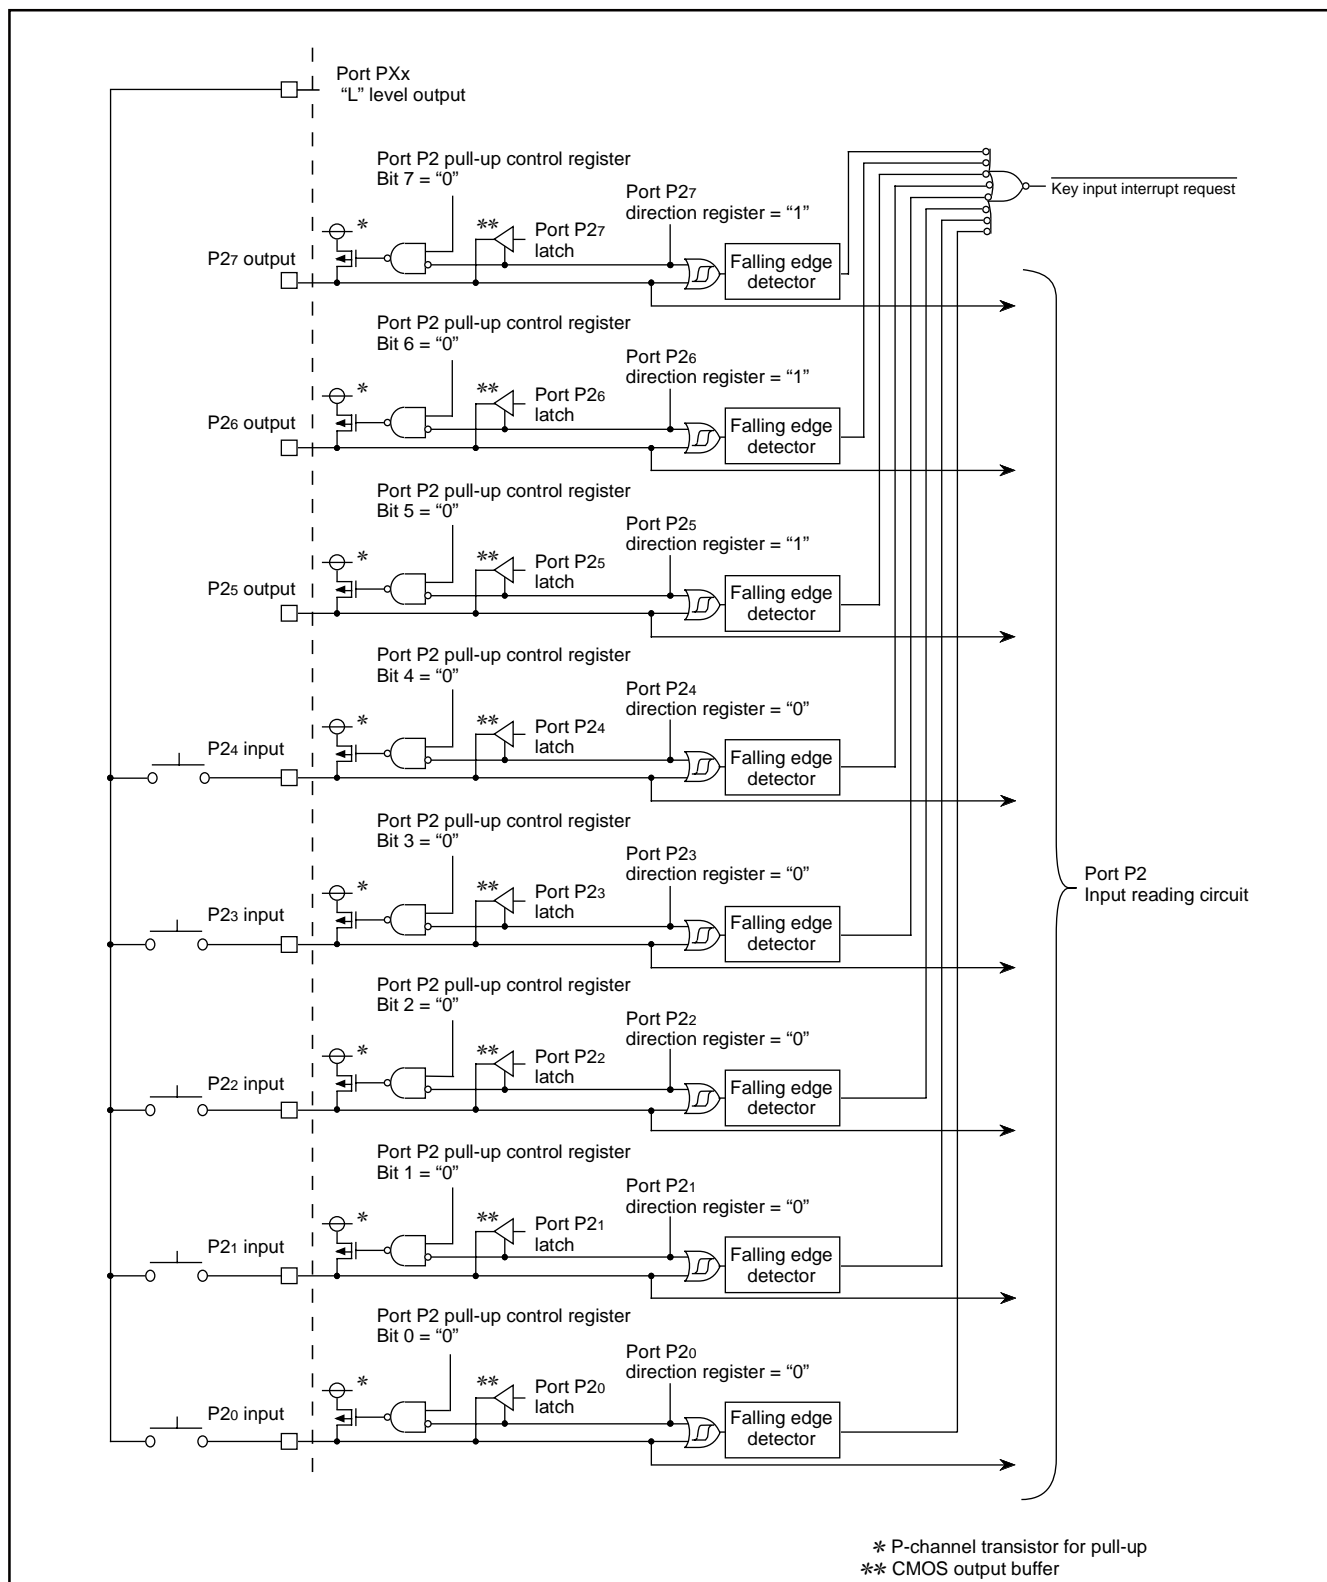 Port PXx
“L” level output
Port P2 pull-up control register
Bit 7 = “0”
Port P27
direction register = “1”
Key input interrupt request
*
**
Port P27
latch
P27 output
Falling edge
detector
Port P2 pull-up control register
Bit 6 = “0”
Port P26
direction register = “1”
*
**
Port P26
latch
P26 output
Falling edge
detector
Port P2 pull-up control register
Bit 5 = “0”
Port P25
direction register = “1”
*
**
Port P25
latch
P25 output
Falling edge
detector
Port P2 pull-up control register
Bit 4 = “0”
Port P24
direction register = “0”
*
**
Port P24
latch
P24 input
Falling edge
detector
Port P2 pull-up control register
Bit 3 = “0”
Port P23
direction register = “0”
*
**
Port P23
latch
P23 input
Falling edge
detector
Port P2
Input reading circuit
Port P2 pull-up control register
Bit 2 = “0”
Port P22
direction register = “0”
*
**
Port P22
latch
P22 input
Falling edge
detector
Port P2 pull-up control register
Bit 1 = “0”
Port P21
direction register = “0”
*
**
Port P21
latch
P21 input
Falling edge
detector
Port P2 pull-up control register
Bit 0 = “0”
Port P20
direction register = “0”
*
**
Port P20
latch
P20 input
Falling edge
detector
* P-channel transistor for pull-up
** CMOS output buffer